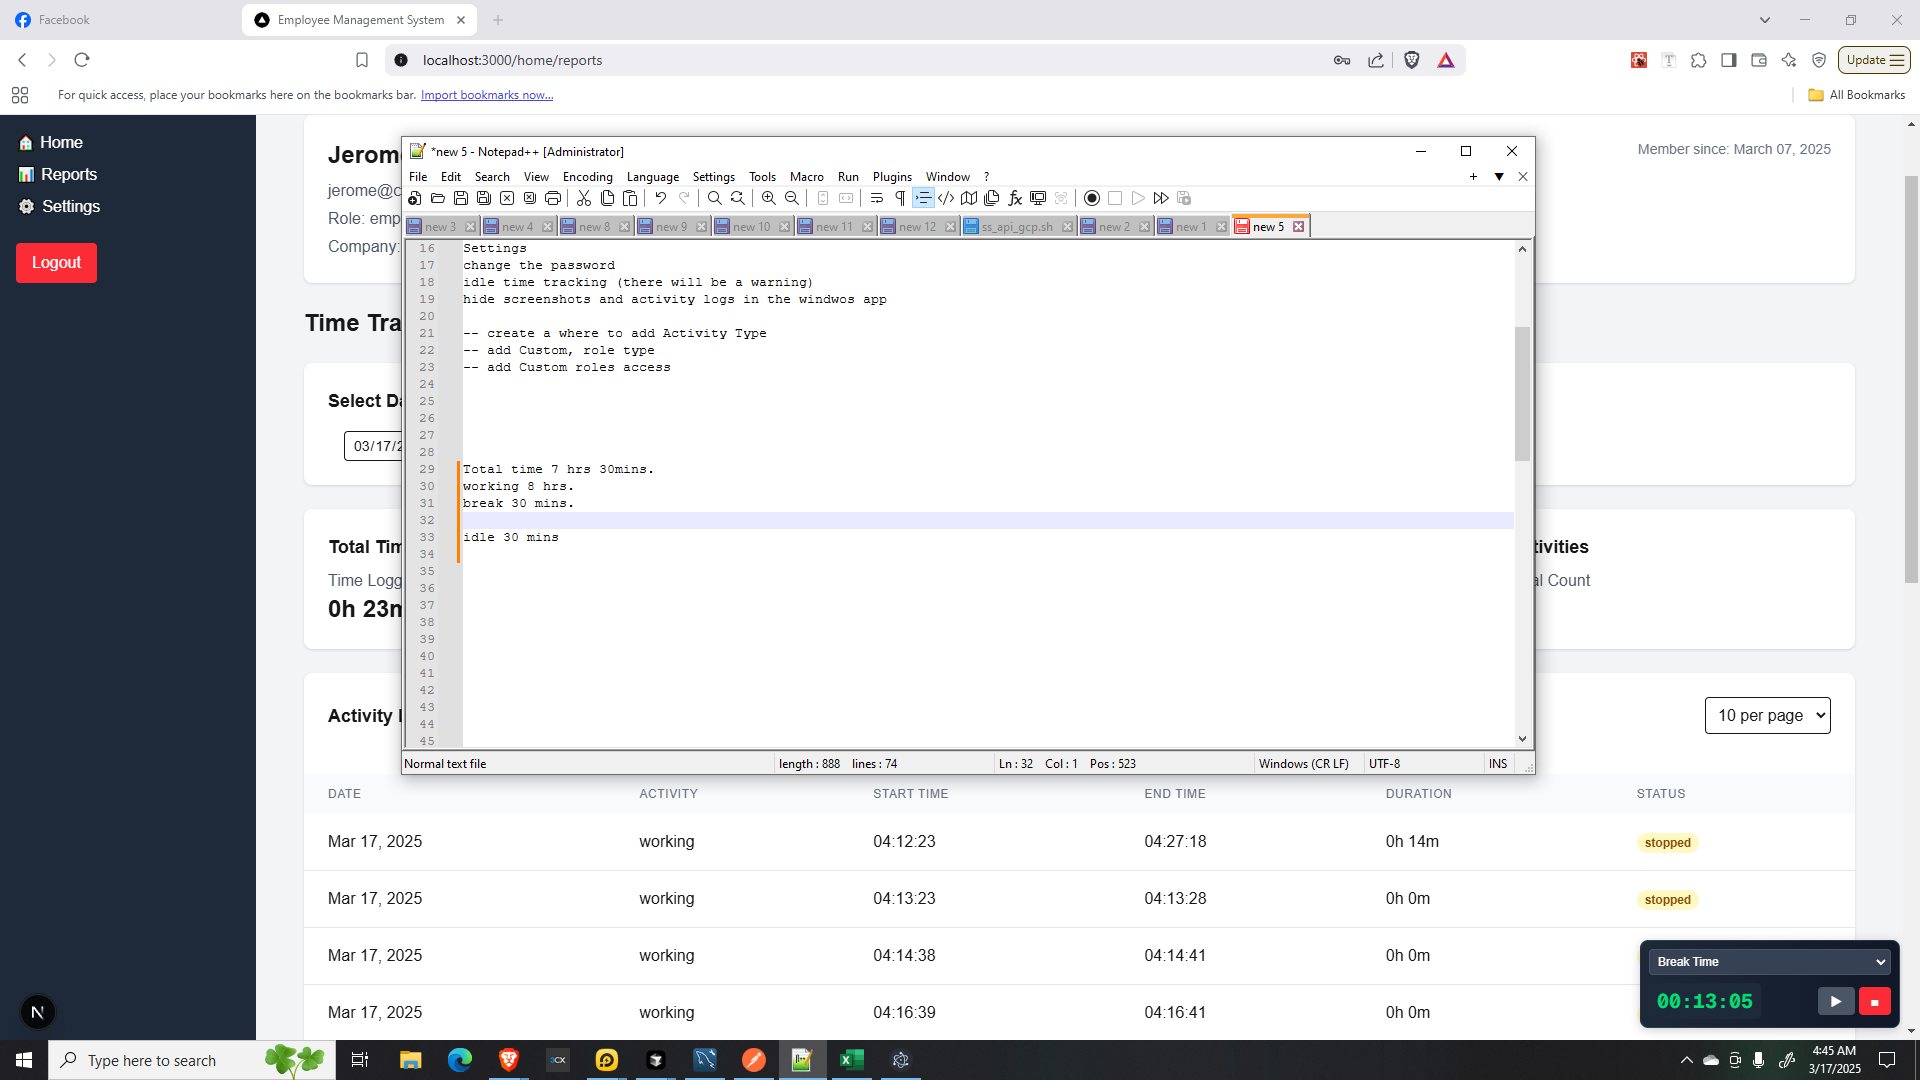 Facebook
Employee Management System
localhost:3000/home/reports
Update
For quick access, place your bookmarks here on the bookmarks bar. Import bookmarks now...
All Bookmarks
Home
Reports
Settings
Logout
Jerom
jerome@c
Role: emp
Company:
Member since: March 07, 2025
Time Tra
Select Da
03/17/2
Total Tim
Time Logg
0h 23m
tivities
al Count
Activity
10 per page
*new 5 - Notepad++ [Administrator]
File Edit Search View Encoding Language Settings Tools Macro Run Plugins Window ?
new 3 new 4 new 8 new 9 new 10 new 11 new 12 ss_api_gcp.sh new 2 new 1 new 5
16 Settings
17 change the password
18 idle time tracking (there will be a warning)
19 hide screenshots and activity logs in the windwos app
20
21 -- create a where to add Activity Type
22 -- add Custom, role type
23 -- add Custom roles access
24
25
26
27
28
29 Total time 7 hrs 30mins.
30 working 8 hrs.
31 break 30 mins.
32
33 idle 30 mins
34
35
36
37
38
39
40
41
42
43
44
45
Normal text file length : 888 lines : 74 Ln : 32 Col : 1 Pos : 523 Windows (CR LF) UTF-8 INS
DATE ACTIVITY START TIME END TIME DURATION STATUS
Mar 17, 2025 working 04:12:23 04:27:18 0h 14m stopped
Mar 17, 2025 working 04:13:23 04:13:28 0h 0m stopped
Mar 17, 2025 working 04:14:38 04:14:41 0h 0m
Mar 17, 2025 working 04:16:39 04:16:41 0h 0m
Break Time
00:13:05
N
Type here to search
4:45 AM
3/17/2025